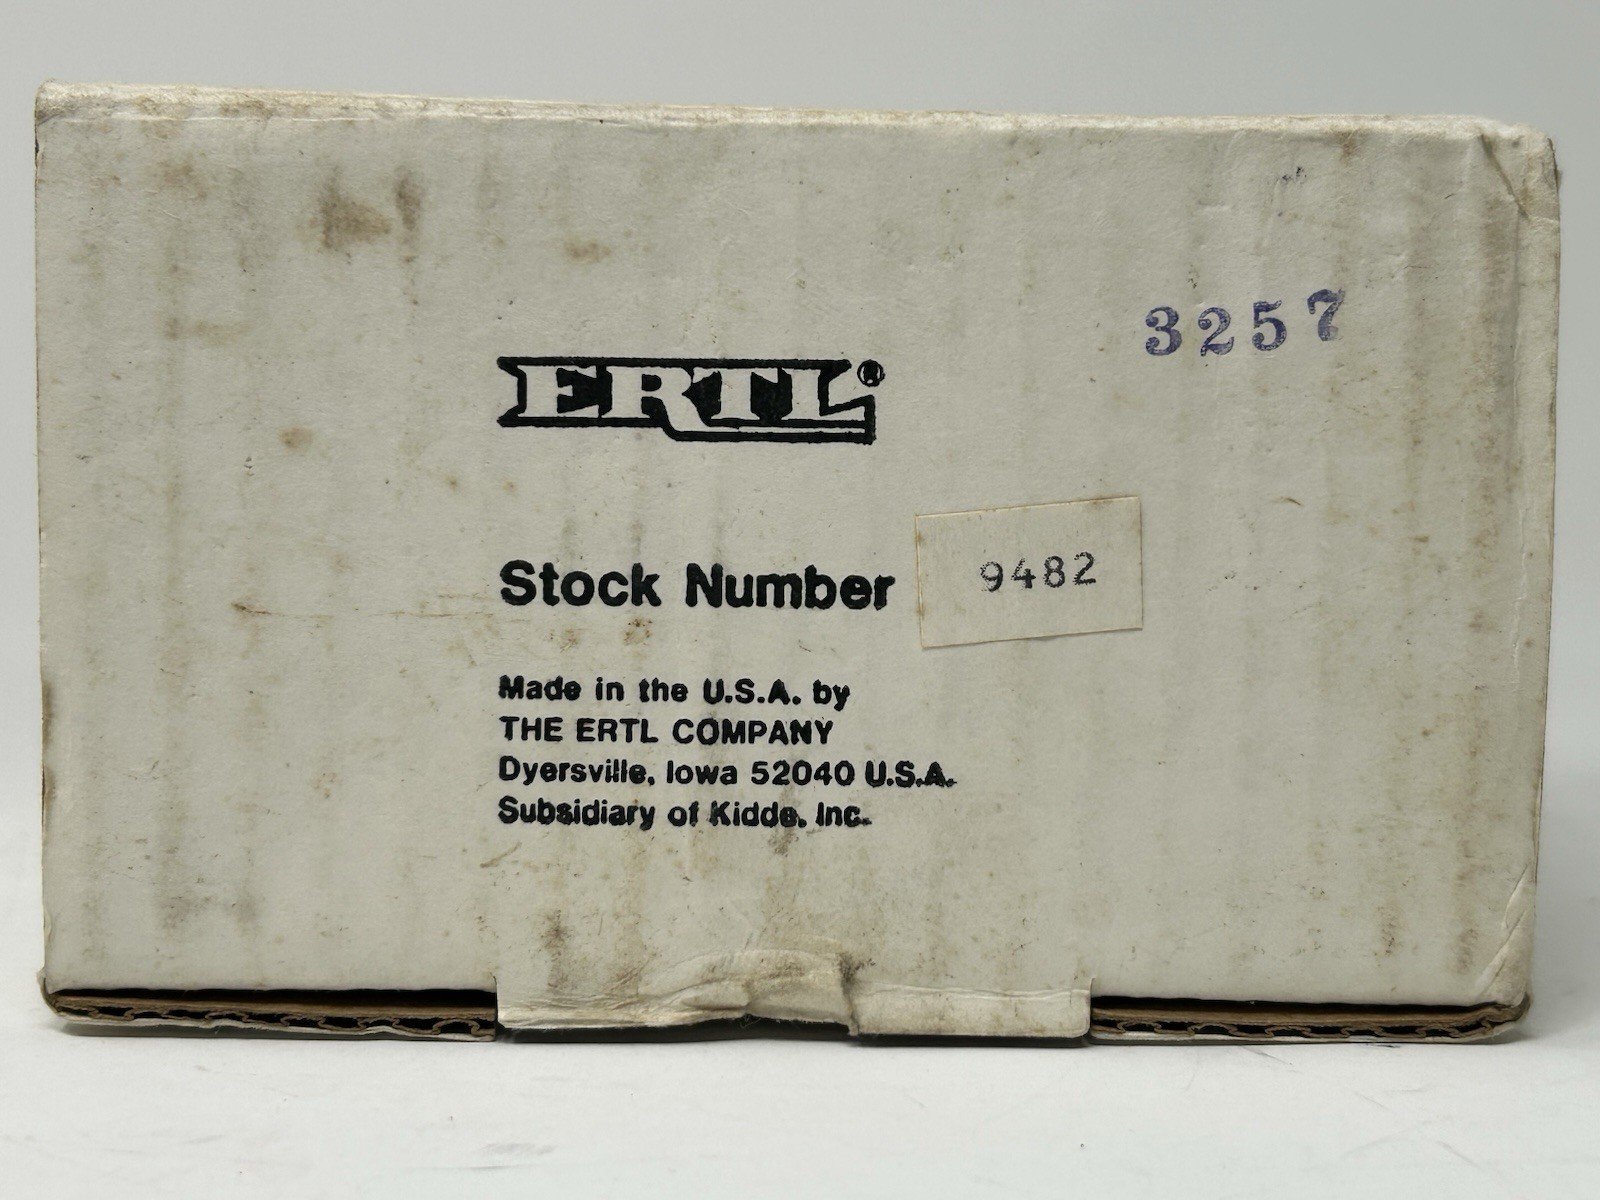 3257
ERTL®
Stock Number 9482
Made in the U.S.A. by
THE ERTL COMPANY
Dyersville, Iowa 52040 U.S.A.
Subsidiary of Kidde, Inc.